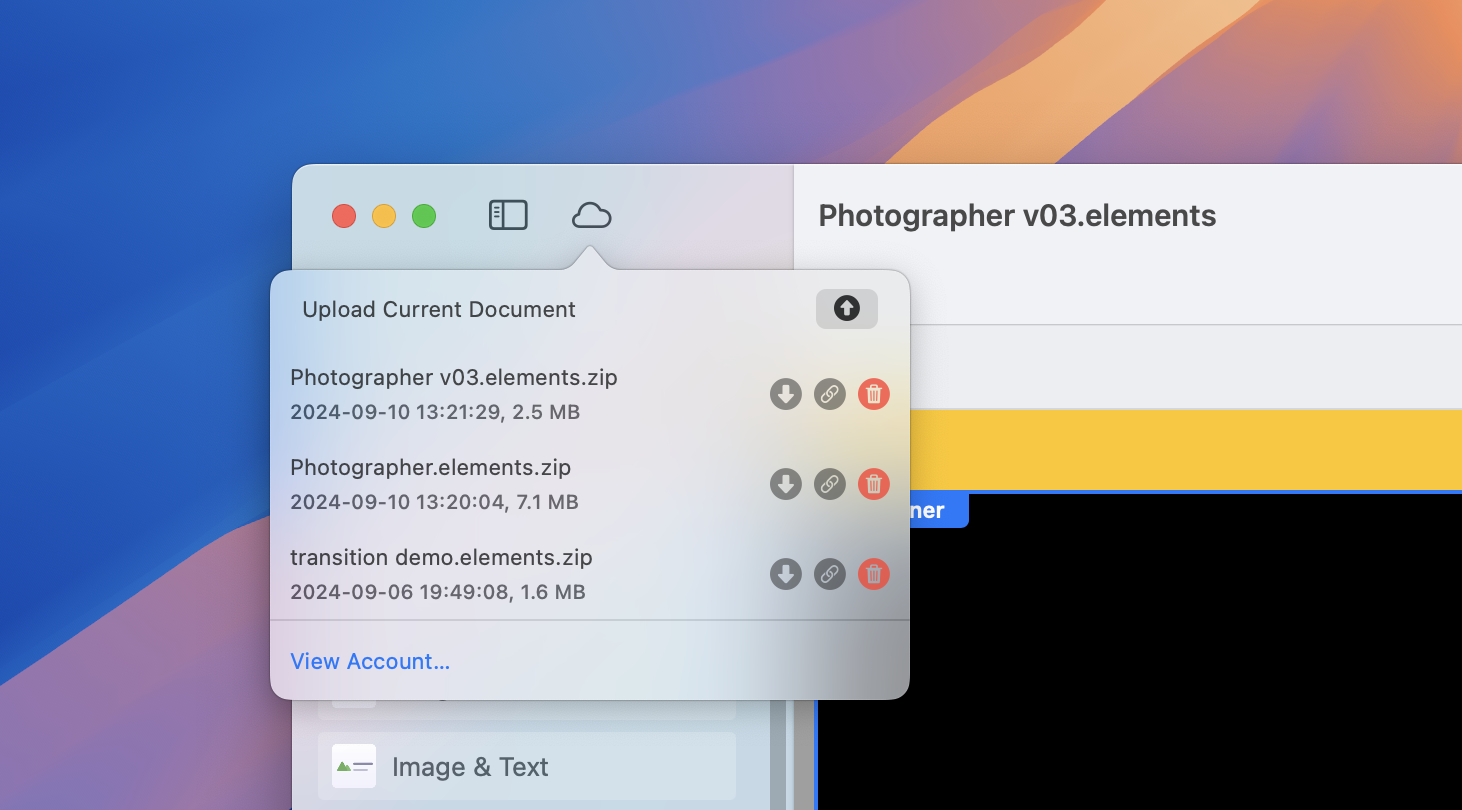 Photographer v03.elements
Upload Current Document
Photographer v03.elements.zip
2024-09-10 13:21:29, 2.5 MB
Photographer.elements.zip
2024-09-10 13:20:04, 7.1 MB
transition demo.elements.zip
2024-09-06 19:49:08, 1.6 MB
View Account...
Image & Text